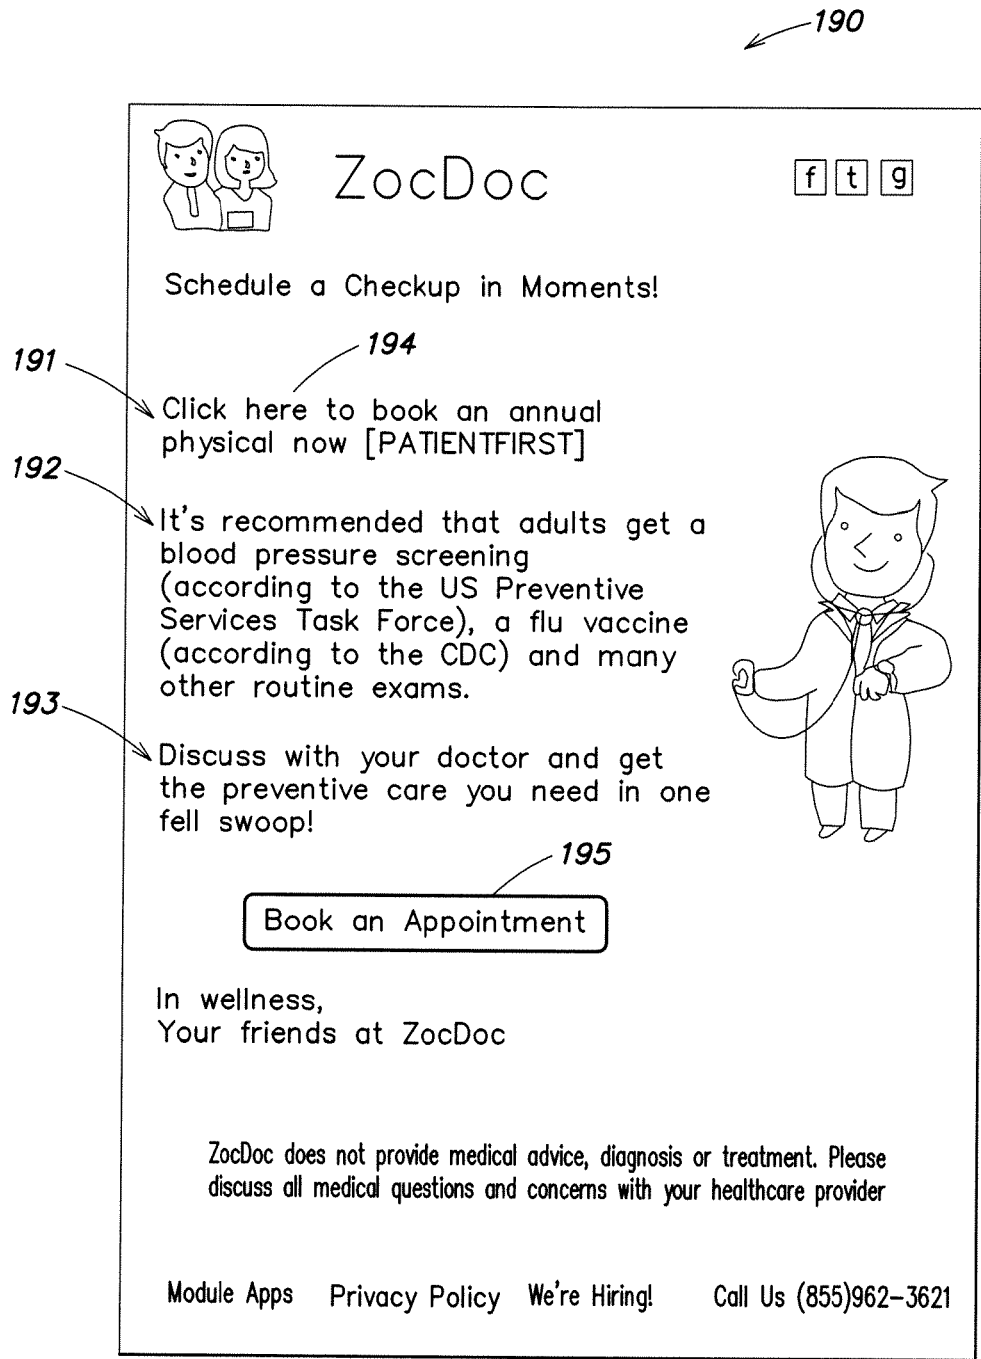 190
ZocDoc
f t g
Schedule a Checkup in Moments!
194
191
Click here to book an annual
physical now [PATIENTFIRST]
192
It's recommended that adults get a
blood pressure screening
(according to the US Preventive
Services Task Force), a flu vaccine
(according to the CDC) and many
other routine exams.
193
Discuss with your doctor and get
the preventive care you need in one
fell swoop!
195
Book an Appointment
In wellness,
Your friends at ZocDoc
ZocDoc does not provide medical advice, diagnosis or treatment. Please
discuss all medical questions and concerns with your healthcare provider
Module Apps Privacy Policy We're Hiring! Call Us (855)962-3621